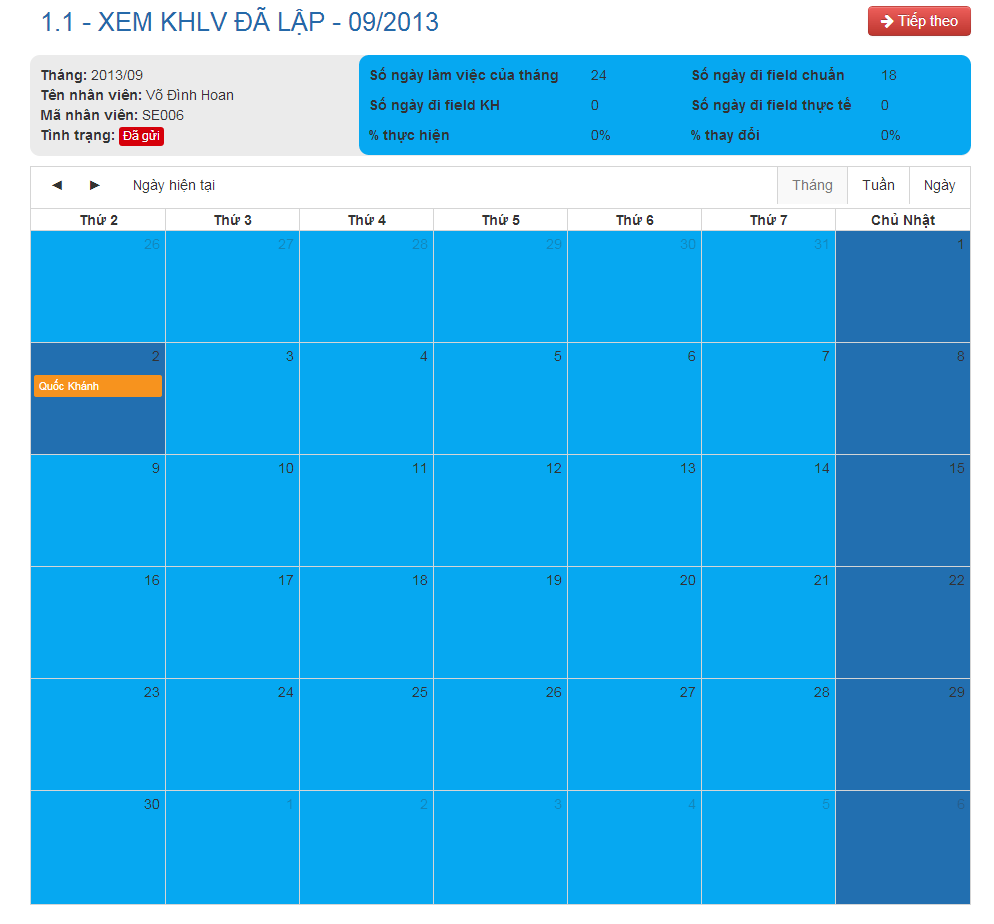 1.1 - XEM KHLV ĐÃ LẬP - 09/2013
Tiếp theo
Tháng: 2013/09
Tên nhân viên: Võ Đình Hoan
Mã nhân viên: SE006
Tình trạng: Đã gửi
Số ngày làm việc của tháng 24 Số ngày đi field chuẩn 18
Số ngày đi field KH 0 Số ngày đi field thực tế 0
% thực hiện 0% % thay đổi 0%
◄ ► Ngày hiện tại Tháng Tuần Ngày
Thứ 2 Thứ 3 Thứ 4 Thứ 5 Thứ 6 Thứ 7 Chủ Nhật
26 27 28 29 30 31 1
2 3 4 5 6 7 8
Quốc Khánh
9 10 11 12 13 14 15
16 17 18 19 20 21 22
23 24 25 26 27 28 29
30 1 2 3 4 5 6